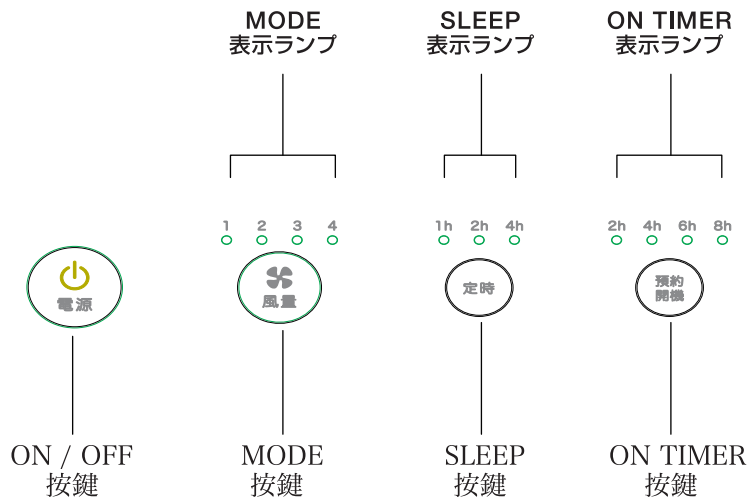 MODE
表示ランプ
SLEEP
表示ランプ
ON TIMER
表示ランプ
1 2 3 4
1h 2h 4h
2h 4h 6h 8h
電源
風量
定時
預約
開機
ON / OFF
按鍵
MODE
按鍵
SLEEP
按鍵
ON TIMER
按鍵